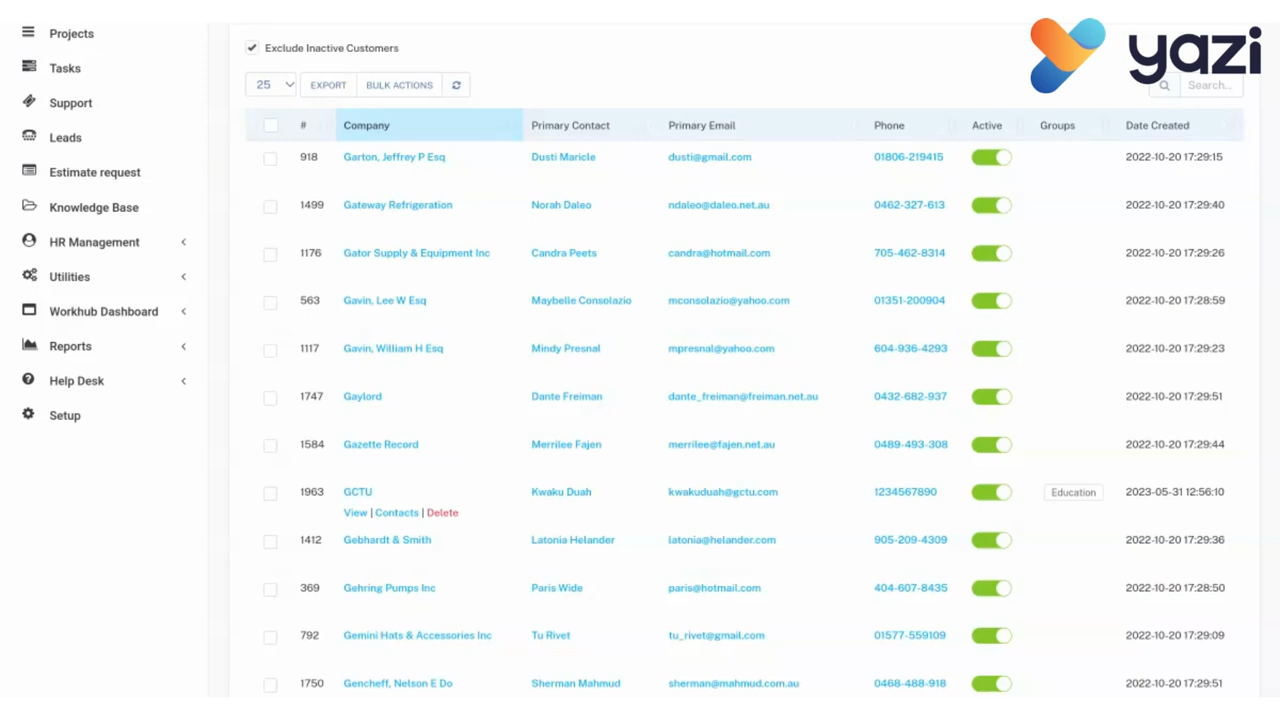 Projects
Tasks
Support
Leads
Estimate request
Knowledge Base
HR Management
Utilities
Workhub Dashboard
Reports
Help Desk
Setup
yazi
Exclude Inactive Customers
25 EXPORT BULK ACTIONS Search...
# Company Primary Contact Primary Email Phone Active Groups Date Created
918 Garton, Jeffrey P Esq Dusti Maricle dusti@gmail.com 01806-219415 2022-10-20 17:29:15
1499 Gateway Refrigeration Norah Daleo ndaleo@daleo.net.au 0462-327-613 2022-10-20 17:29:40
1176 Gator Supply & Equipment Inc Candra Peets candra@hotmail.com 705-462-8314 2022-10-20 17:29:26
563 Gavin, Lee W Esq Maybelle Consolazio mconsolazio@yahoo.com 01351-200904 2022-10-20 17:28:59
1117 Gavin, William H Esq Mindy Presnal mpresnal@yahoo.com 604-936-4293 2022-10-20 17:29:23
1747 Gaylord Dante Freiman dante_freiman@freiman.net.au 0432-682-937 2022-10-20 17:29:51
1584 Gazette Record Merrilee Fajen merrilee@fajen.net.au 0489-493-308 2022-10-20 17:29:44
1963 GCTU Kwaku Duah kwakuduah@gctu.com 1234567890 Education 2023-05-31 12:56:10
View | Contacts | Delete
1412 Gebhardt & Smith Latonia Helander latonia@helander.com 905-209-4309 2022-10-20 17:29:36
369 Gehring Pumps Inc Paris Wide paris@hotmail.com 404-607-8435 2022-10-20 17:28:50
792 Gemini Hats & Accessories Inc Tu Rivet tu_rivet@gmail.com 01577-559109 2022-10-20 17:29:09
1750 Gencheff, Nelson E Do Sherman Mahmud sherman@mahmud.com.au 0468-488-918 2022-10-20 17:29:51